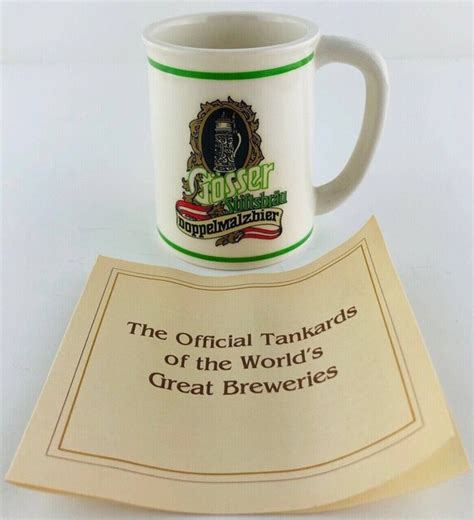 Gösser
Stiftsbräu
Doppelmalzbier
The Official Tankards
of the World's
Great Breweries